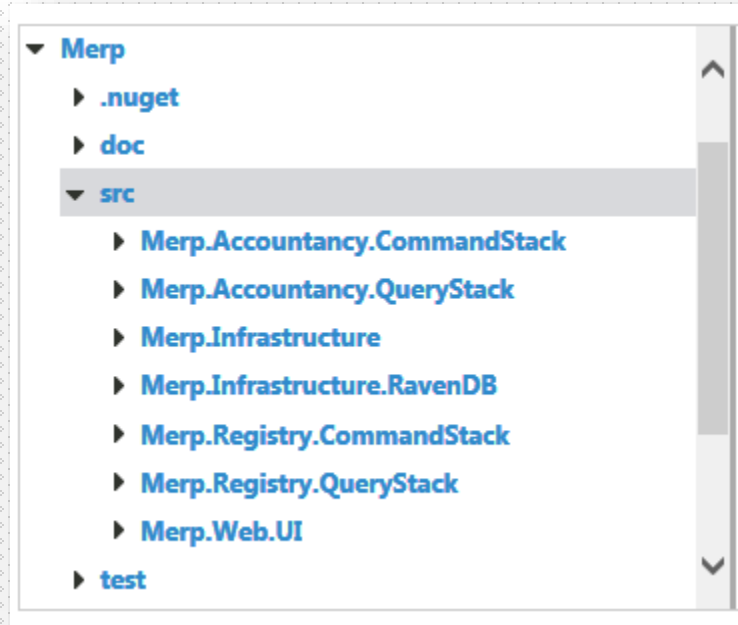 Merp
.nuget
doc
src
Merp.Accountancy.CommandStack
Merp.Accountancy.QueryStack
Merp.Infrastructure
Merp.Infrastructure.RavenDB
Merp.Registry.CommandStack
Merp.Registry.QueryStack
Merp.Web.UI
test